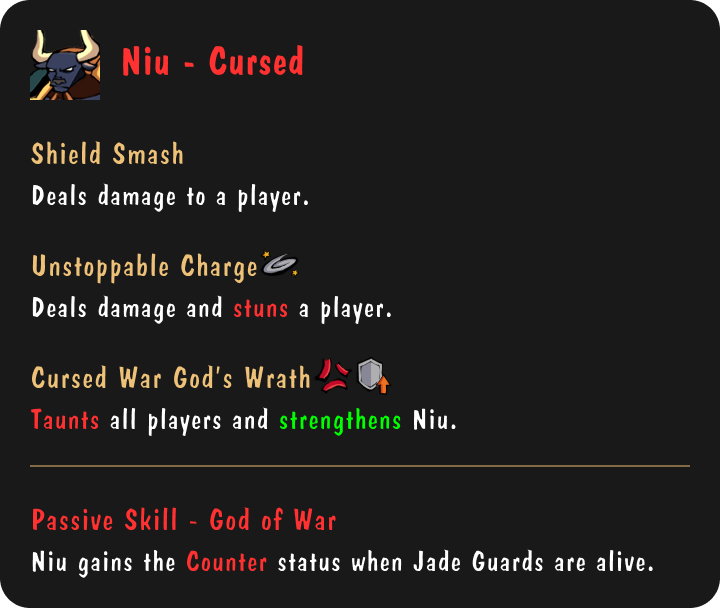 Niu - Cursed
Shield Smash
Deals damage to a player.
Unstoppable Charge
Deals damage and stuns a player.
Cursed War God's Wrath
Taunts all players and strengthens Niu.
Passive Skill - God of War
Niu gains the Counter status when Jade Guards are alive.